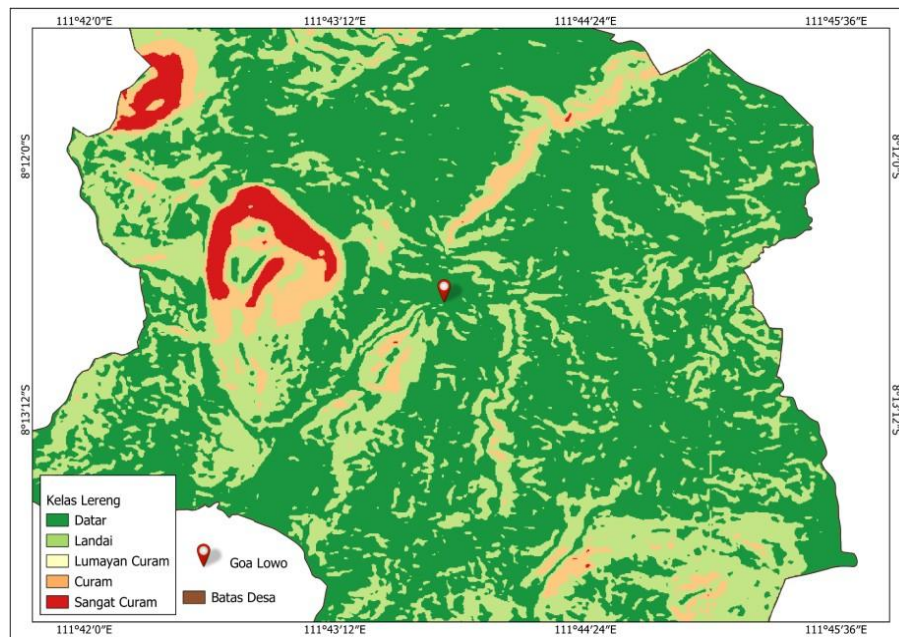 111°42'0"E 111°43'12"E 111°44'24"E 111°45'36"E
8°12'0"S 8°12'0"S
8°13'12"S 8°13'12"S
Kelas Lereng
Datar
Landai
Lumayan Curam
Curam
Sangat Curam
Goa Lowo
Batas Desa
111°42'0"E 111°43'12"E 111°44'24"E 111°45'36"E